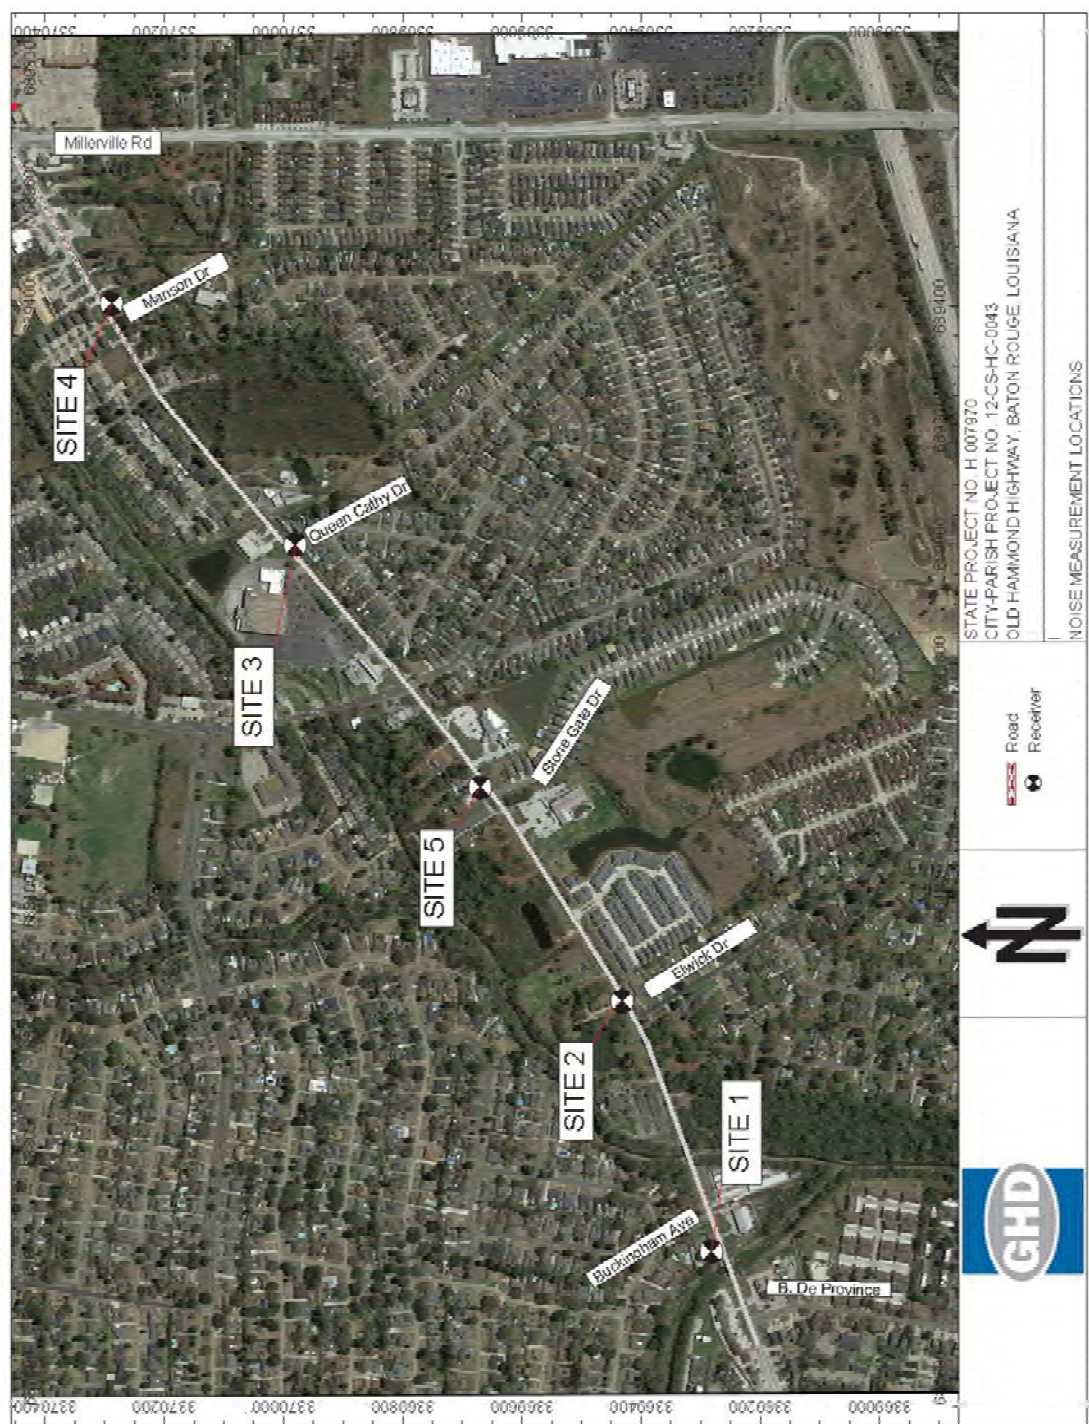 Millerville Rd
Manson Dr
SITE 4
Queen Cathy Dr
SITE 3
Stone Gate Dr
SITE 5
Elwick Dr
SITE 2
SITE 1
Buckingham Ave
B. De Province
689400
STATE PROJECT NO. H.007970
CITY-PARISH PROJECT NO. 12-CS-HC-0043
OLD HAMMOND HIGHWAY, BATON ROUGE, LOUISIANA
NOISE MEASUREMENT LOCATIONS
Road
Receiver
N
GHD